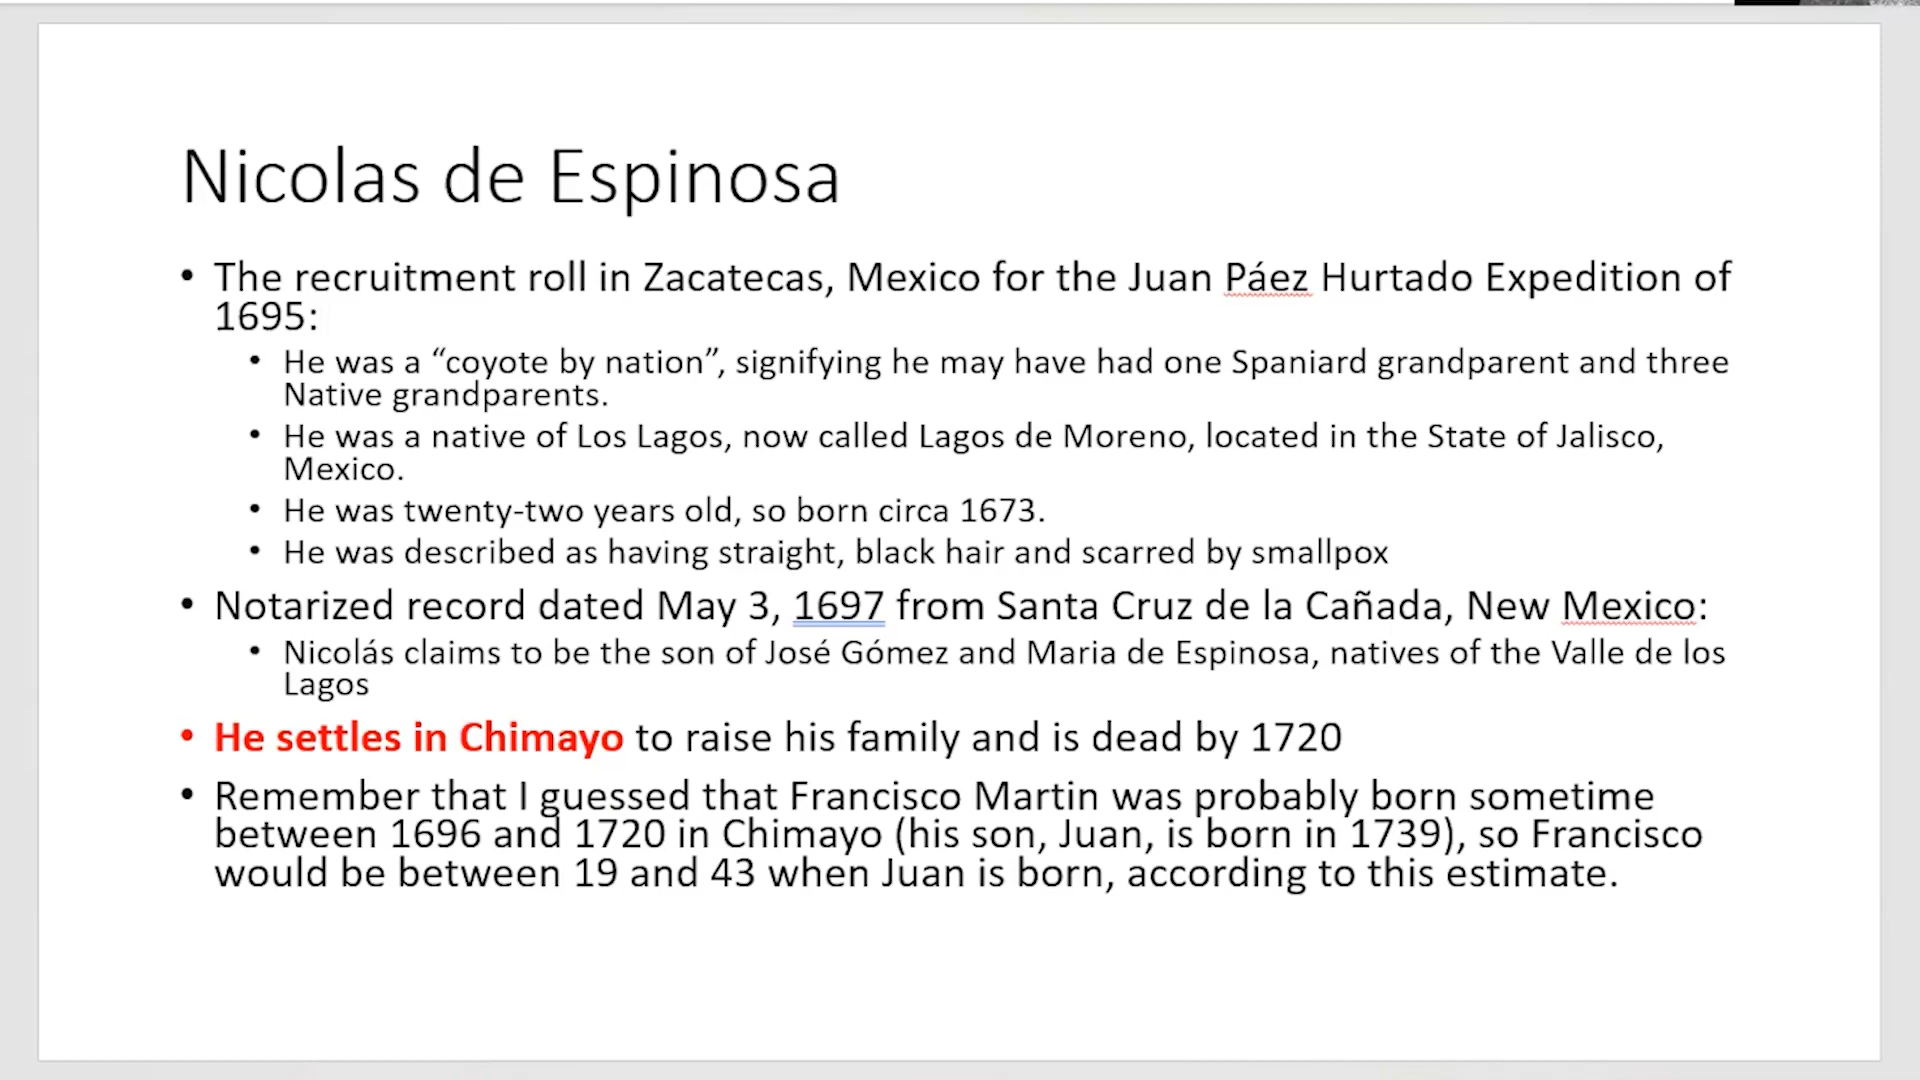 Nicolas de Espinosa
• The recruitment roll in Zacatecas, Mexico for the Juan Páez Hurtado Expedition of
1695:
• He was a “coyote by nation”, signifying he may have had one Spaniard grandparent and three
Native grandparents.
• He was a native of Los Lagos, now called Lagos de Moreno, located in the State of Jalisco,
Mexico.
• He was twenty-two years old, so born circa 1673.
• He was described as having straight, black hair and scarred by smallpox
• Notarized record dated May 3, 1697 from Santa Cruz de la Cañada, New Mexico:
• Nicolás claims to be the son of José Gómez and Maria de Espinosa, natives of the Valle de los
Lagos
• He settles in Chimayo to raise his family and is dead by 1720
• Remember that I guessed that Francisco Martin was probably born sometime
between 1696 and 1720 in Chimayo (his son, Juan, is born in 1739), so Francisco
would be between 19 and 43 when Juan is born, according to this estimate.